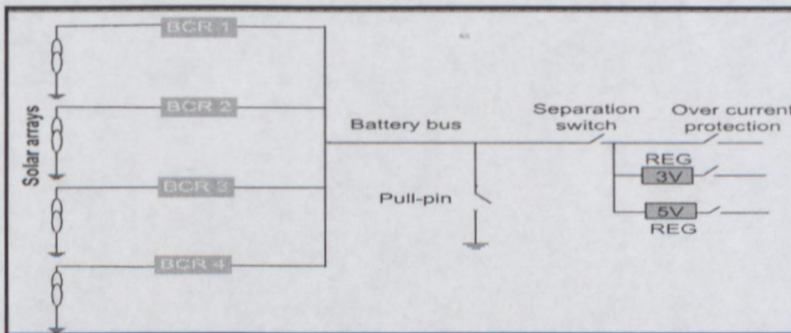 BCR 1
BCR 2
BCR 3
BCR 4
Solar arrays
Battery bus
Pull-pin
Separation
switch
Over current
protection
REG
3V
5V
REG